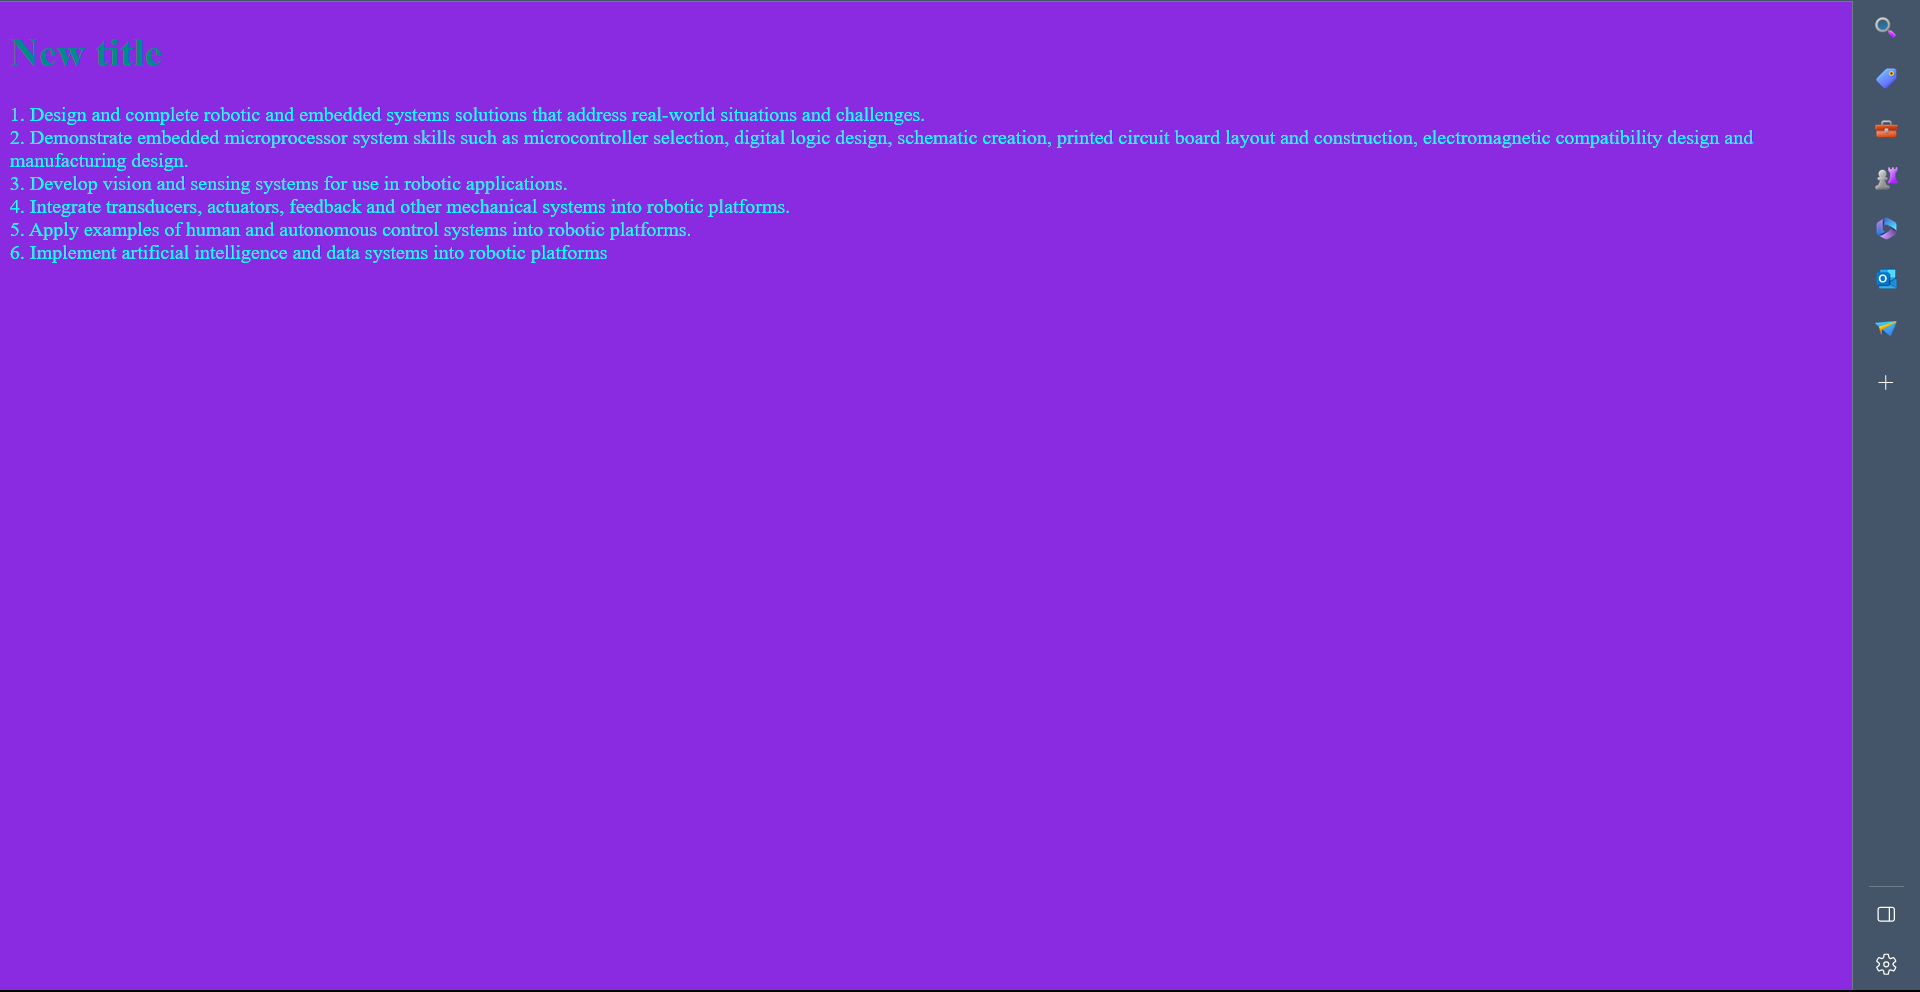 New title
1. Design and complete robotic and embedded systems solutions that address real-world situations and challenges.
2. Demonstrate embedded microprocessor system skills such as microcontroller selection, digital logic design, schematic creation, printed circuit board layout and construction, electromagnetic compatibility design and
manufacturing design.
3. Develop vision and sensing systems for use in robotic applications.
4. Integrate transducers, actuators, feedback and other mechanical systems into robotic platforms.
5. Apply examples of human and autonomous control systems into robotic platforms.
6. Implement artificial intelligence and data systems into robotic platforms